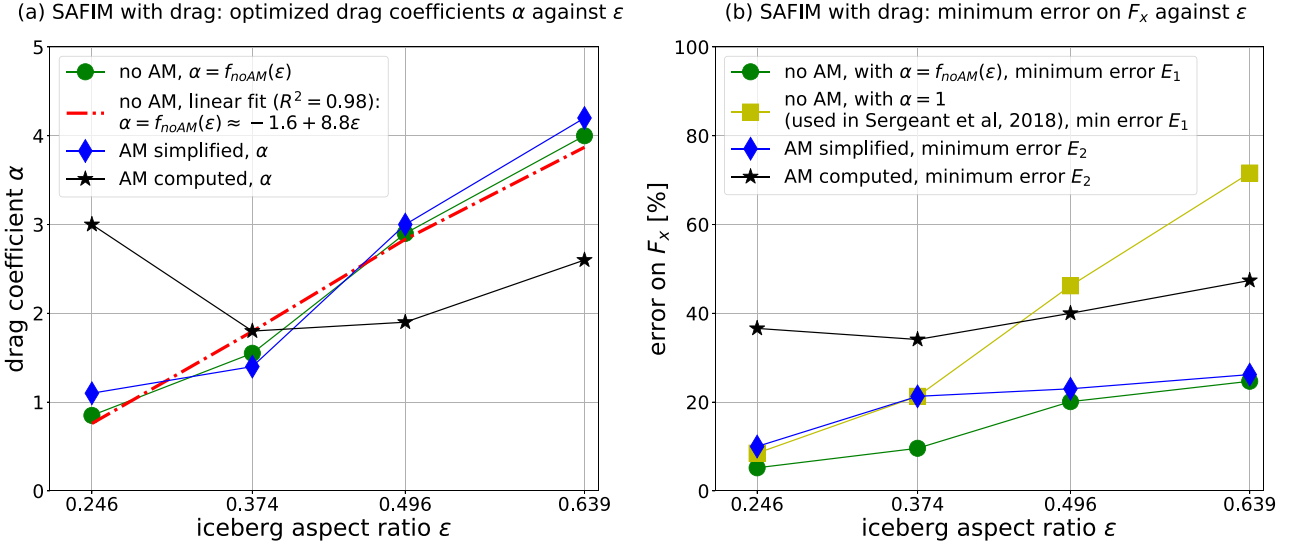 (a) SAFIM with drag: optimized drag coefficients α against ε
5
4
3
2
1
0
drag coefficient α
no AM, α = f_noAM(ε)
no AM, linear fit (R² = 0.98):
α = f_noAM(ε) ≈ −1.6 + 8.8ε
AM simplified, α
AM computed, α
0.246
0.374
0.496
0.639
iceberg aspect ratio ε
(b) SAFIM with drag: minimum error on F_x against ε
100
80
60
40
20
0
error on F_x [%]
no AM, with α = f_noAM(ε), minimum error E₁
no AM, with α = 1
(used in Sergeant et al, 2018), min error E₁
AM simplified, minimum error E₂
AM computed, minimum error E₂
0.246
0.374
0.496
0.639
iceberg aspect ratio ε